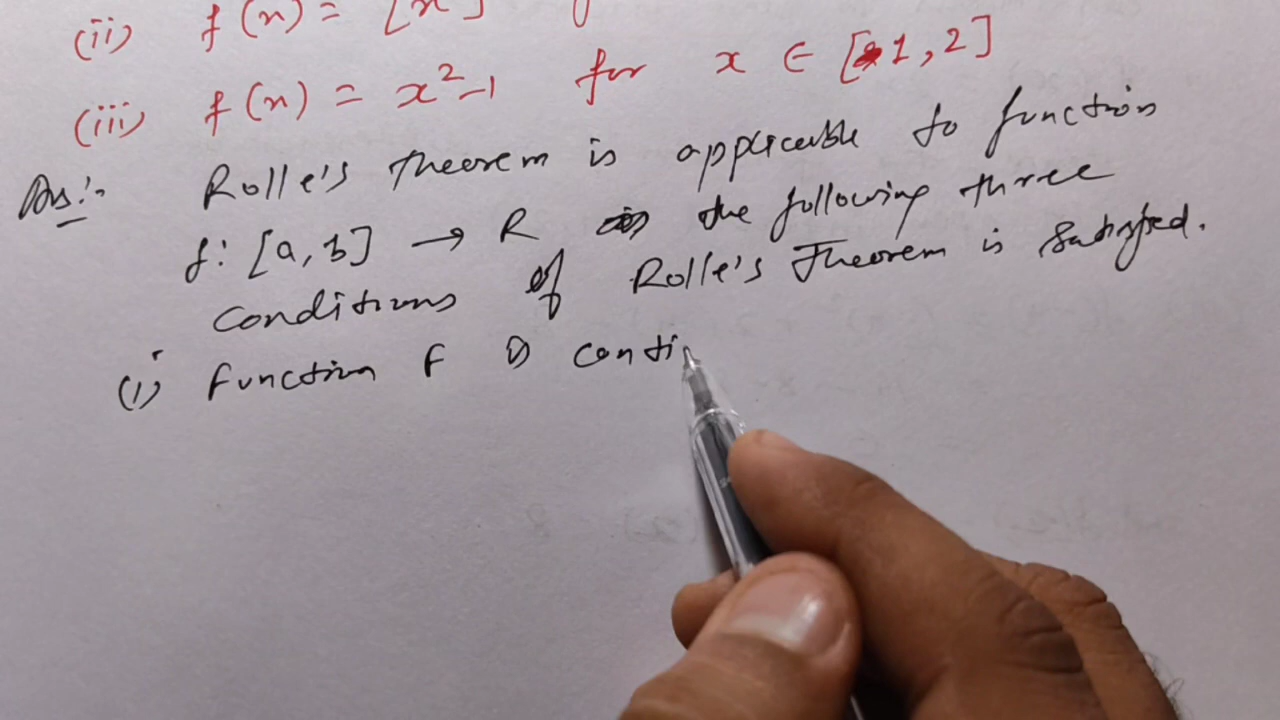 (ii) f(x) = [x]
(iii) f(x) = x²-1 for x ∈ [1,2]
Ans:- Rolle's theorem is applicable to function
f: [a,b] → R the following three
conditions of Rolle's Theorem is satisfied.
(i) Function F is conti